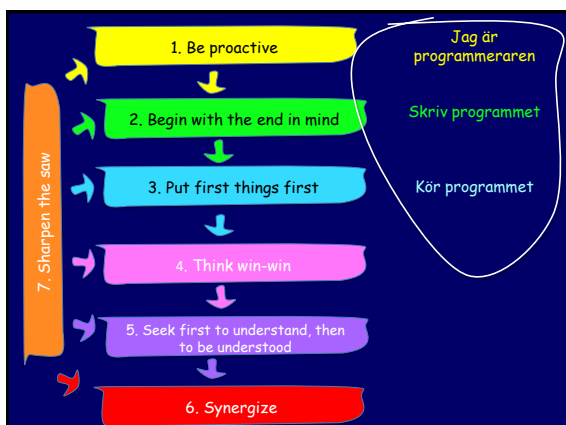 1. Be proactive
Jag är
programmeraren
2. Begin with the end in mind
Skriv programmet
3. Put first things first
Kör programmet
4. Think win-win
5. Seek first to understand, then
to be understood
6. Synergize
7. Sharpen the saw